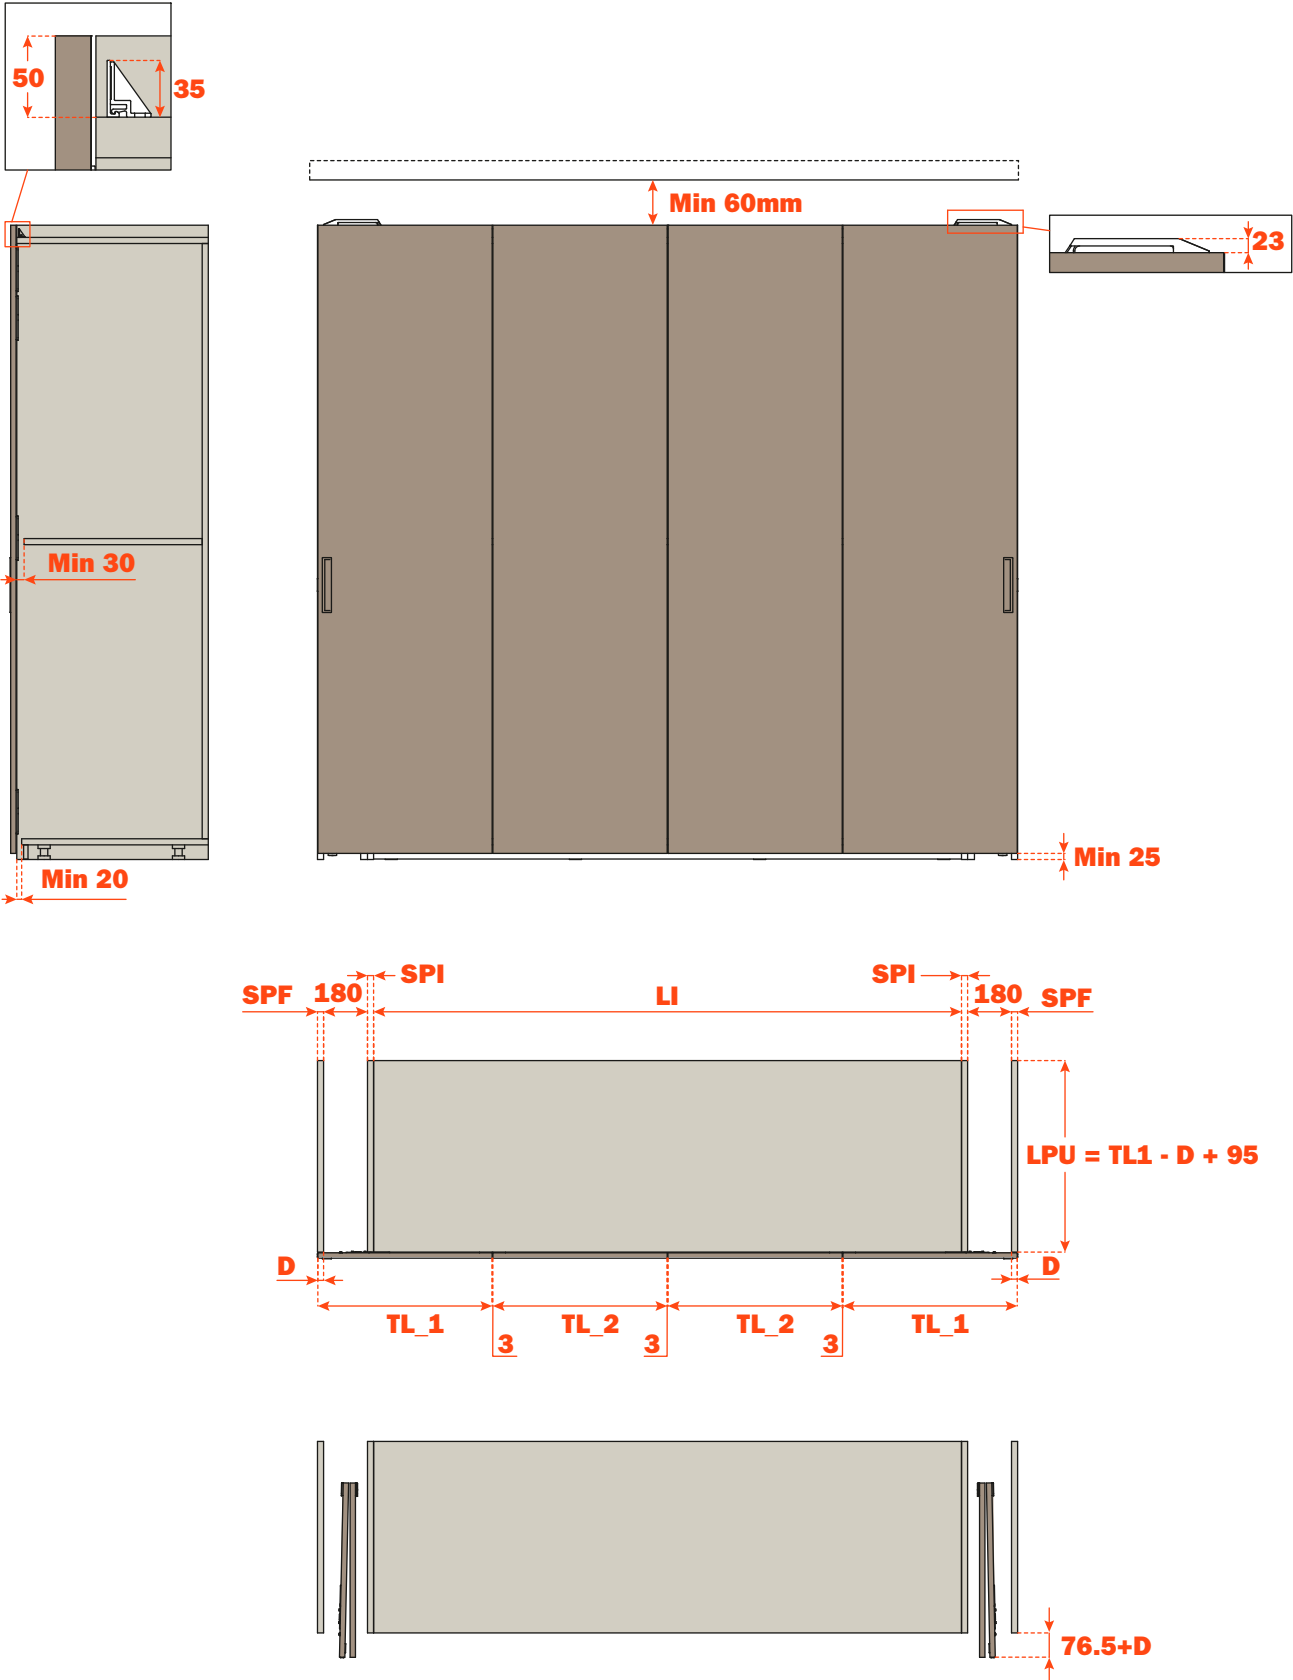 50
35
Min 60mm
23
Min 30
Min 25
Min 20
SPI
SPI
SPF
180
LI
180
SPF
LPU = TL1 - D + 95
D
D
TL_1
TL_2
TL_2
TL_1
3
3
3
76.5+D